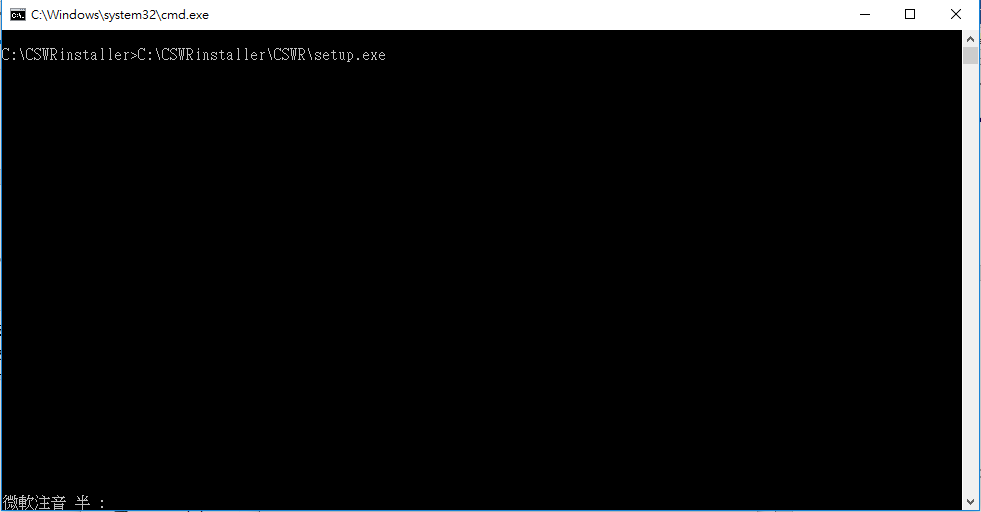 C:\Windows\system32\cmd.exe
C:\CSWRinstaller>C:\CSWRinstaller\CSWR\setup.exe
微軟注音 半 :